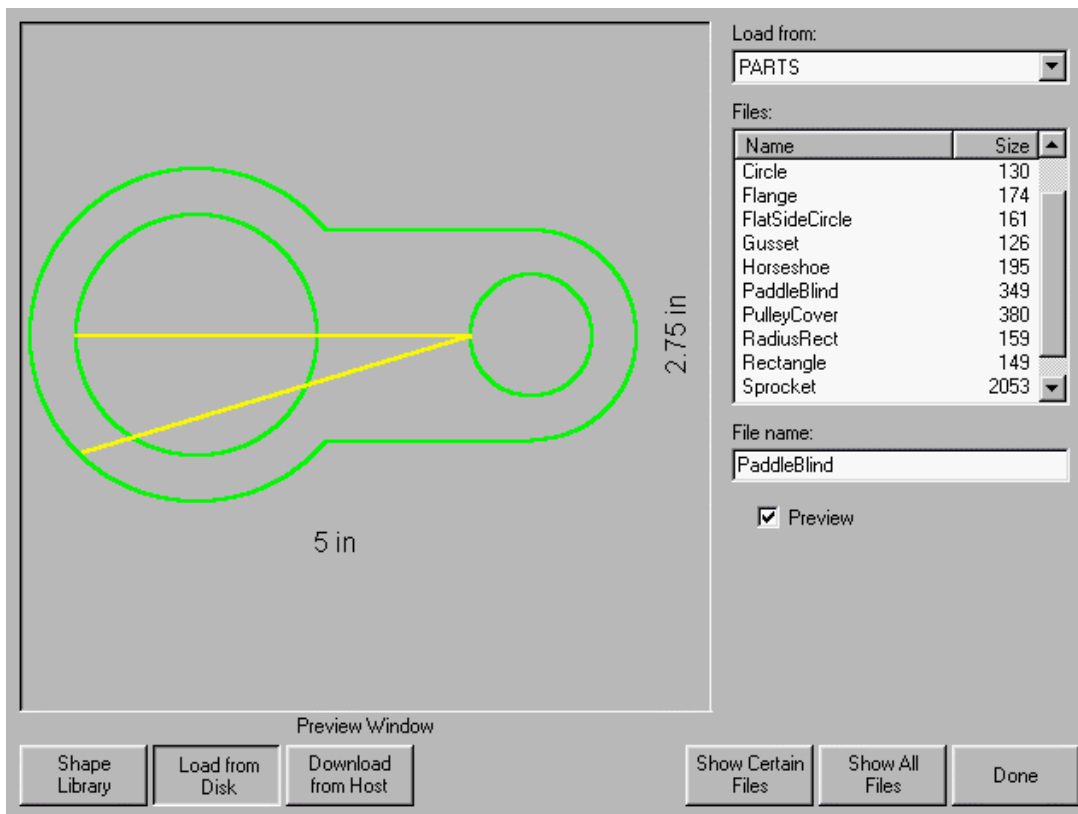 2.75 in
5 in
Preview Window
Load from:
PARTS
Files:
Name Size
Circle 130
Flange 174
FlatSideCircle 161
Gusset 126
Horseshoe 195
PaddleBlind 349
PulleyCover 380
RadiusRect 159
Rectangle 149
Sprocket 2053
File name:
PaddleBlind
Preview
Shape
Library
Load from
Disk
Download
from Host
Show Certain
Files
Show All
Files
Done